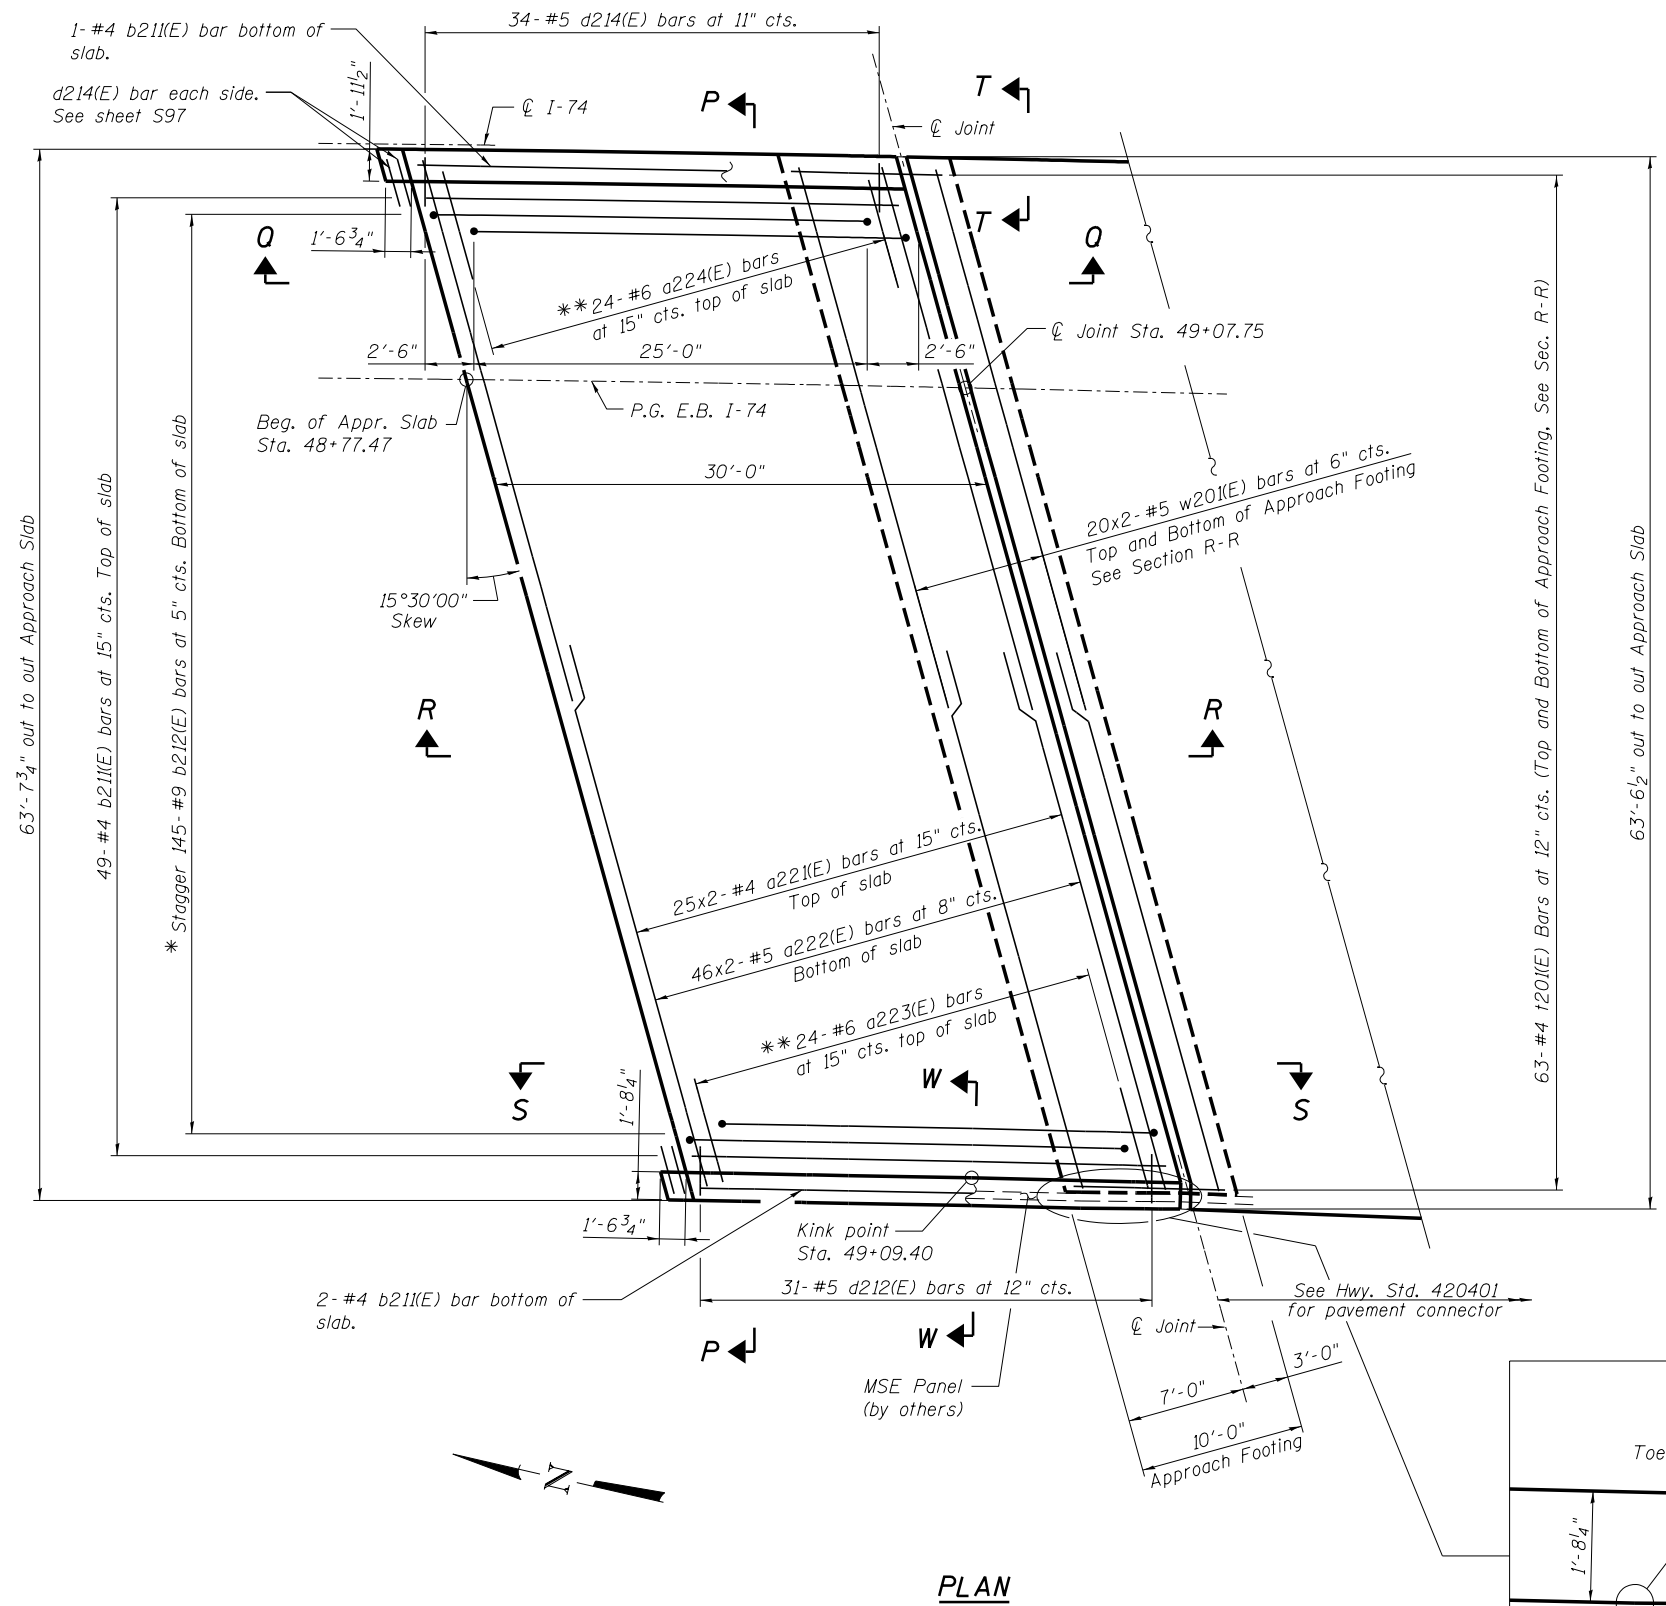 34-#5 d214(E) bars at 11" cts.
1-#4 b211(E) bar bottom of
slab.
d214(E) bar each side.
See sheet S97
1'-11½"
℄ I-74
P
T
℄ Joint
T
Q
Q
1'-6¾"
**24-#6 a224(E) bars
at 15" cts. top of slab
2'-6"
25'-0"
2'-6"
℄ Joint Sta. 49+07.75
P.G. E.B. I-74
Beg. of Appr. Slab
Sta. 48+77.47
30'-0"
20x2-#5 w201(E) bars at 6" cts.
Top and Bottom of Approach Footing
See Section R-R
15°30'00"
Skew
63'-7¾" out to out Approach Slab
49-#4 b211(E) bars at 15" cts. Top of slab
* Stagger 145-#9 b212(E) bars at 5" cts. Bottom of slab
63-#4 t201(E) Bars at 12" cts. (Top and Bottom of Approach Footing. See Sec. R-R)
63'-6½" out to out Approach Slab
R
R
25x2-#4 a221(E) bars at 15" cts.
Top of slab
46x2-#5 a222(E) bars at 8" cts.
Bottom of slab
**24-#6 a223(E) bars
at 15" cts. top of slab
S
W
S
1'-8¼"
1'-6¾"
Kink point
Sta. 49+09.40
2-#4 b211(E) bar bottom of
slab.
31-#5 d212(E) bars at 12" cts.
See Hwy. Std. 420401
for pavement connector
P
W
℄ Joint
MSE Panel
(by others)
7'-0"
3'-0"
10'-0"
Approach Footing
N
Toe
1'-8¼"
PLAN